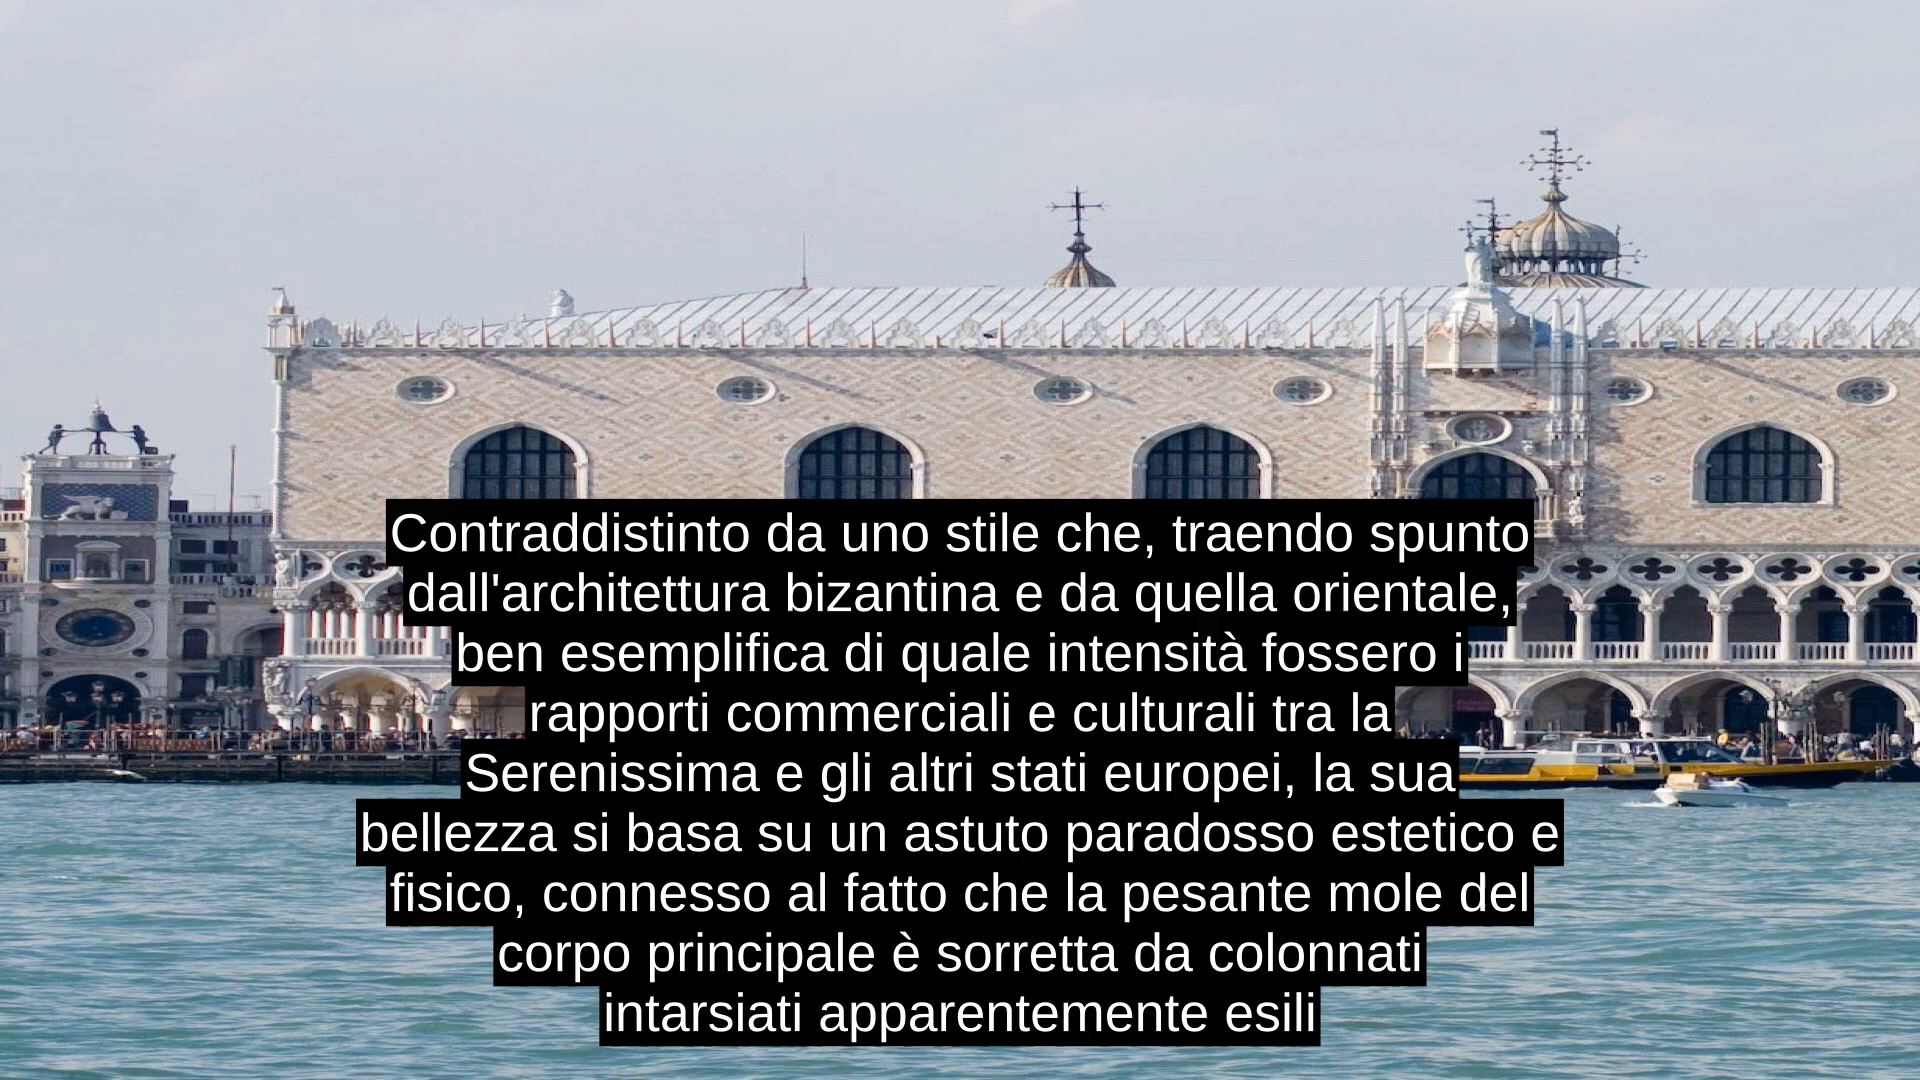 Contraddistinto da uno stile che, traendo spunto
dall'architettura bizantina e da quella orientale,
ben esemplifica di quale intensità fossero i
rapporti commerciali e culturali tra la
Serenissima e gli altri stati europei, la sua
bellezza si basa su un astuto paradosso estetico e
fisico, connesso al fatto che la pesante mole del
corpo principale è sorretta da colonnati
intarsiati apparentemente esili